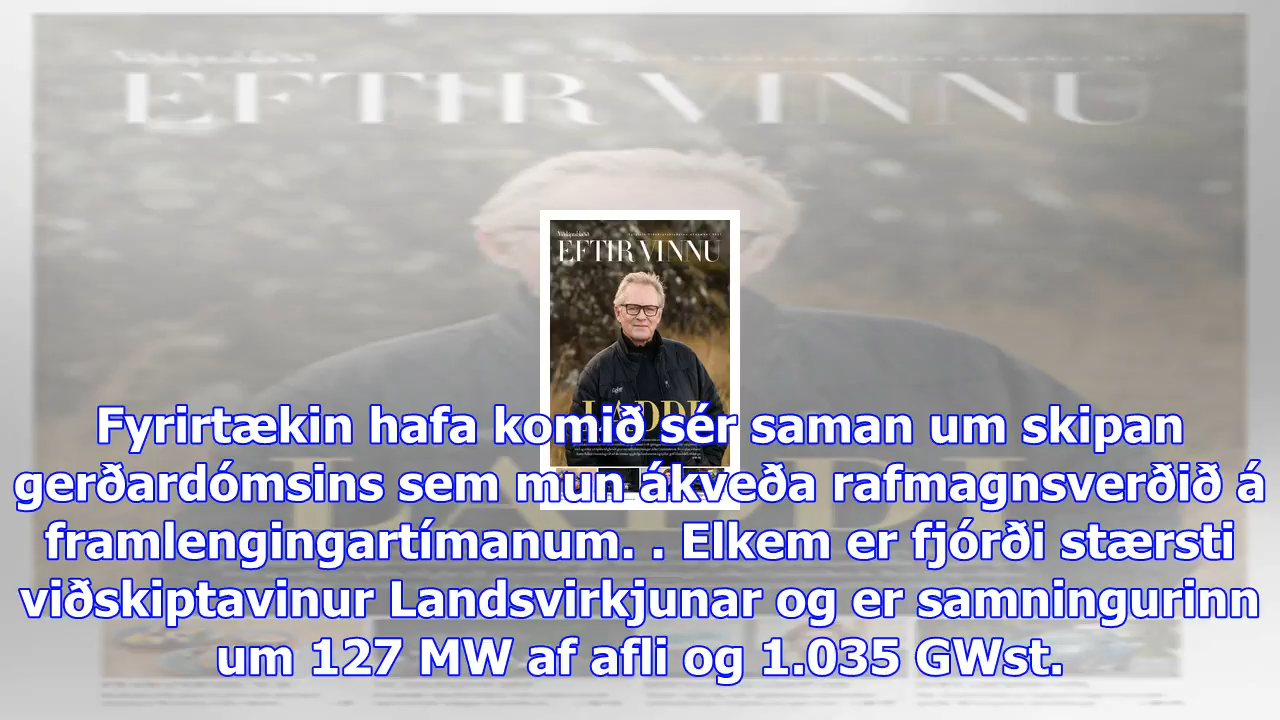 EFTIR VINNU
LADDI
Fyrirtækin hafa komið sér saman um skipan
gerðardómsins sem mun ákveða rafmagnsverðið á
framlengingartímanum. . Elkem er fjórði stærsti
viðskiptavinur Landsvirkjunar og er samningurinn
um 127 MW af afli og 1.035 GWst.